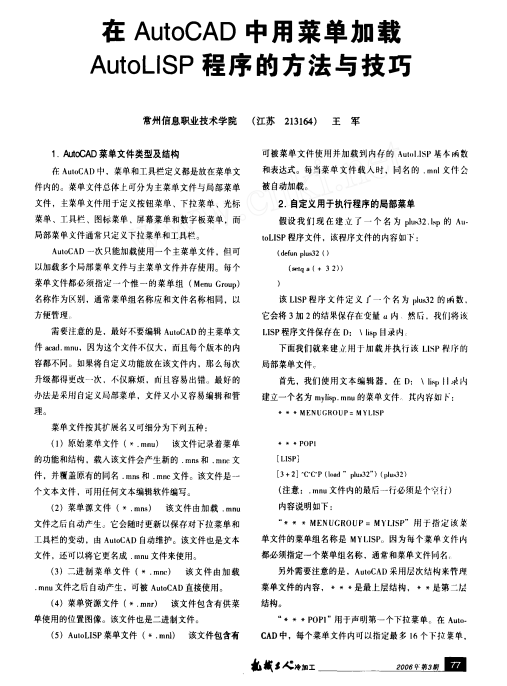 在 AutoCAD 中用菜单加载
AutoLISP 程序的方法与技巧
常州信息职业技术学院 (江苏 213164) 王 军
1. AutoCAD 菜单文件类型及结构
在 AutoCAD 中，菜单和工具栏定义都是放在菜单文
件内的。菜单文件总体上可分为主菜单文件与局部菜单
文件，主菜单文件用于定义按钮菜单、下拉菜单、光标
菜单、工具栏、图标菜单、屏幕菜单和数字板菜单，而
局部菜单文件通常只定义下拉菜单和工具栏。
AutoCAD 一次只能加载使用一个主菜单文件，但可
以加载多个局部菜单文件与主菜单文件并存使用。每个
菜单文件都必须指定一个惟一的菜单组 (Menu Group)
名称作为区别，通常菜单组名称应和文件名称相同，以
方便管理。
需要注意的是，最好不要编辑 AutoCAD 的主菜单文
件 acad.mnu，因为这个文件不仅大，而且每个版本的内
容都不同。如果将自定义功能放在该文件内，那么每次
升级都得更改一次，不仅麻烦，而且容易出错。最好的
办法是采用自定义局部菜单，文件又小又容易编辑和管
理。
菜单文件按其扩展名又可细分为下列五种：
(1) 原始菜单文件 (*.mnu) 该文件记录着菜单
的功能和结构，载入该文件会产生新的 .mns 和 .mnc 文
件，并覆盖原有的同名 .mns 和 .mnc 文件。该文件是一
个文本文件，可用任何文本编辑软件编写。
(2) 菜单源文件 (*.mns) 该文件由加载 .mnu
文件之后自动产生。它会随时更新以保存对下拉菜单和
工具栏的变动，由 AutoCAD 自动维护。该文件也是文本
文件，还可以将它更名成 .mnu 文件来使用。
(3) 二进制菜单文件 (*.mnc) 该文件由加载
.mnu 文件之后自动产生，可被 AutoCAD 直接使用。
(4) 菜单资源文件 (*.mnr) 该文件包含有供菜
单使用的位置图像。该文件也是二进制文件。
(5) AutoLISP 菜单文件 (*.mnl) 该文件包含有
可被菜单文件使用并加载到内存的 AutoLISP 基本函数
和表达式。每当菜单文件载入时，同名的 .mnl 文件会
被自动加载。
2. 自定义用于执行程序的局部菜单
假设我们现在建立了一个名为 plus32.lsp 的 Au-
toLISP 程序文件，该程序文件的内容如下：
(defun plus32 ( )
(setq a (+ 3 2))
)
该 LISP 程序文件定义了一个名为 plus32 的函数，
它会将 3 加 2 的结果保存在变量 a 内。然后，我们将该
LISP 程序文件保存在 D：\ lisp 目录内。
下面我们就来建立用于加载并执行该 LISP 程序的
局部菜单文件。
首先，我们使用文本编辑器，在 D：\ lisp 目录内
建立一个名为 mylisp.mnu 的菜单文件。其内容如下：
* * * MENUGROUP = MYLISP
* * * POP1
[LISP]
[3 + 2] ^C^C^P (load "plus32") (plus32)
(注意：.mnu 文件内的最后一行必须是个空行)
内容说明如下：
“* * * MENUGROUP = MYLISP”用于指定该菜
单文件的菜单组名称是 MYLISP。因为每个菜单文件内
都必须指定一个菜单组名称，通常和菜单文件同名。
另外需要注意的是，AutoCAD 采用层次结构来管理
菜单文件的内容，* * * 是最上层结构，* * 是第二层
结构。
“* * * POP1”用于声明第一个下拉菜单。在 Auto-
CAD 中，每个菜单文件内可以指定最多 16 个下拉菜单，
机械工人 冷加工 2006年第3期 77